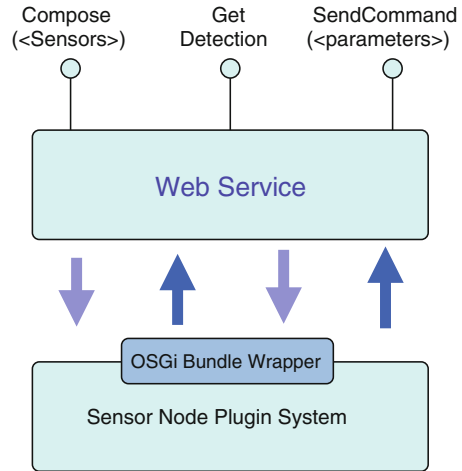 Compose
(<Sensors>)
Get
Detection
SendCommand
(<parameters>)
Web Service
OSGi Bundle Wrapper
Sensor Node Plugin System